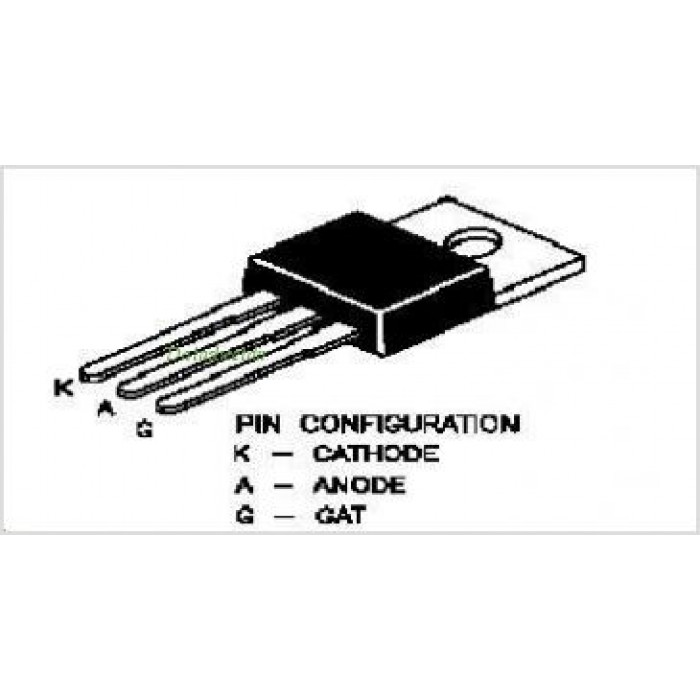 K
A
G
PIN CONFIGURATION
K – CATHODE
A – ANODE
G – GAT